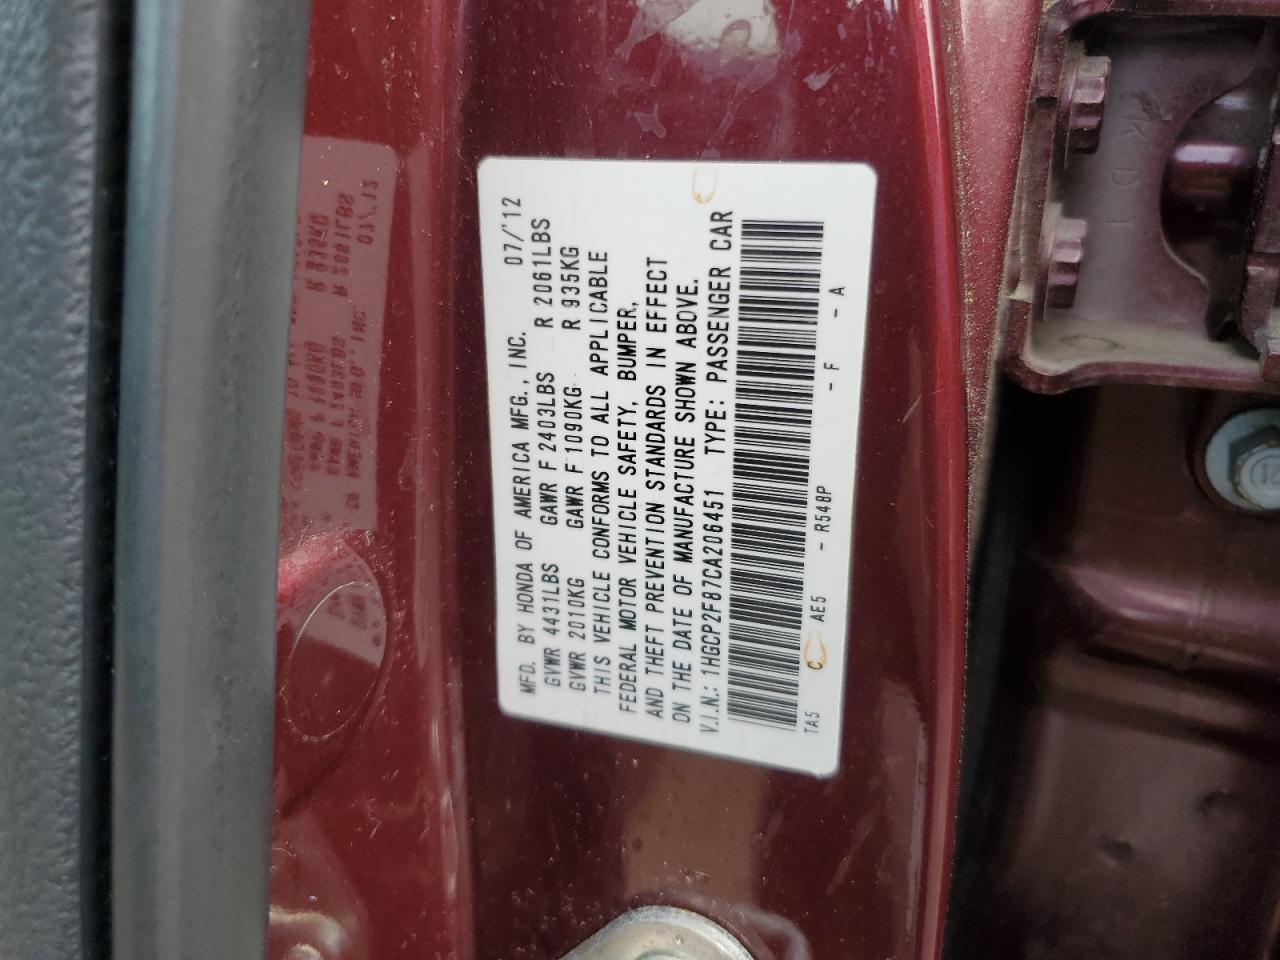 MFD. BY HONDA OF AMERICA MFG., INC. 07/'12
GVWR 4431LBS GAWR F 2403LBS R 2061LBS
GVWR 2010KG GAWR F 1090KG R 935KG
THIS VEHICLE CONFORMS TO ALL APPLICABLE
FEDERAL MOTOR VEHICLE SAFETY, BUMPER,
AND THEFT PREVENTION STANDARDS IN EFFECT
ON THE DATE OF MANUFACTURE SHOWN ABOVE.
V.I.N.: 1HGCP2F87CA206451 TYPE: PASSENGER CAR
TA5 C AE5 - R548P - F - A